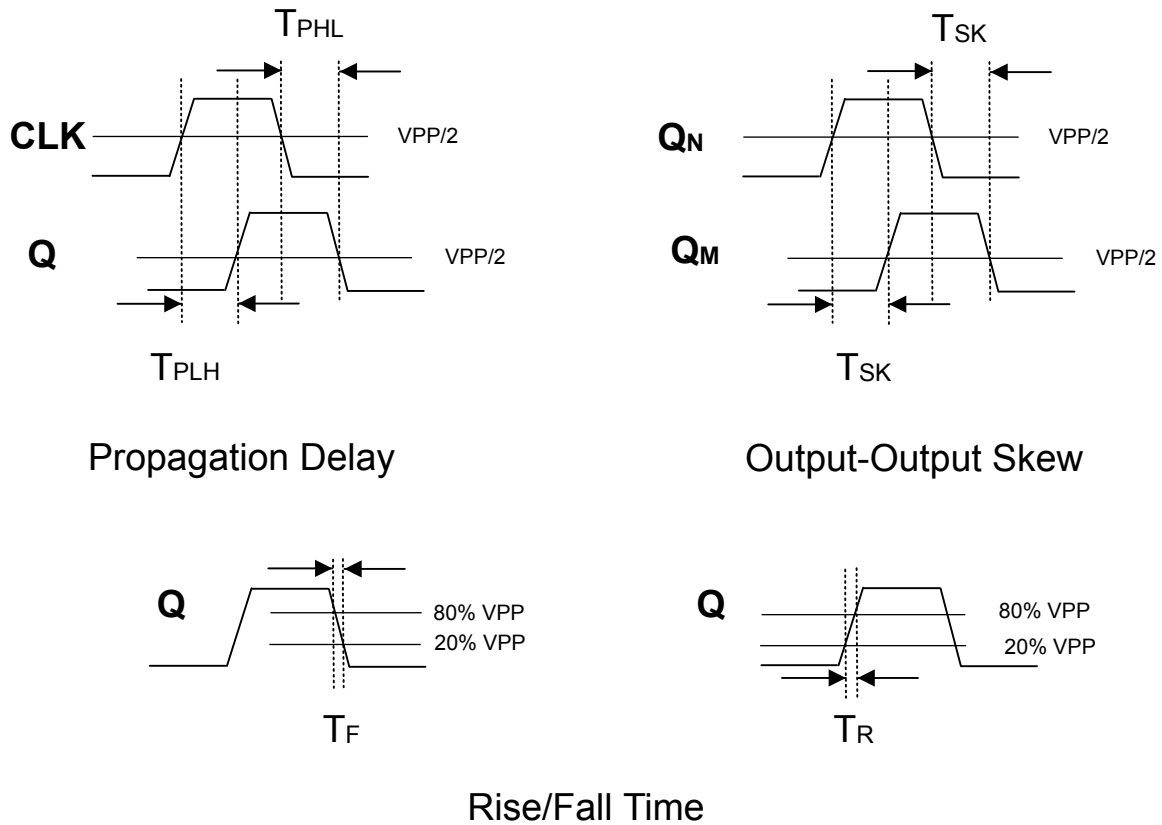 TPHL
CLK
VPP/2
Q
VPP/2
TPLH
Propagation Delay
TSK
QN
VPP/2
QM
VPP/2
TSK
Output-Output Skew
Q
80% VPP
20% VPP
TF
Q
80% VPP
20% VPP
TR
Rise/Fall Time